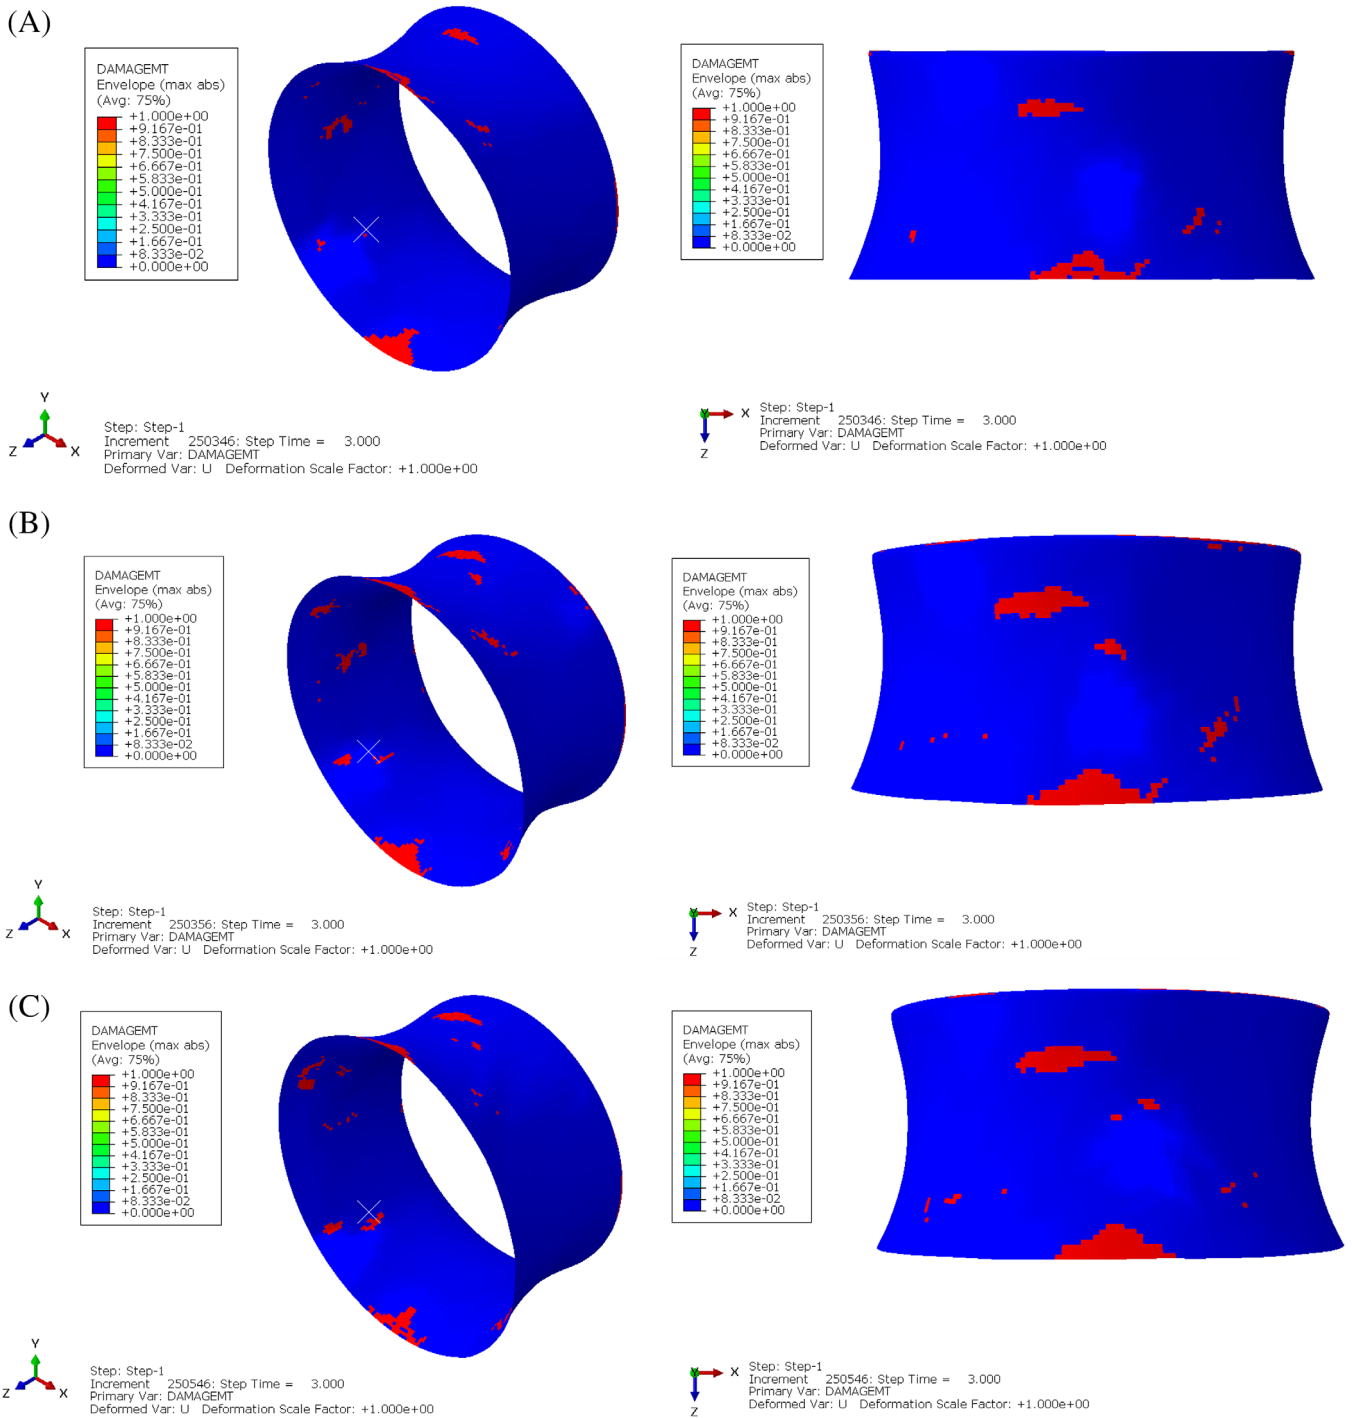 (A)
DAMAGEMT
Envelope (max abs)
(Avg: 75%)
+1.000e+00
+9.167e-01
+8.333e-01
+7.500e-01
+6.667e-01
+5.833e-01
+5.000e-01
+4.167e-01
+3.333e-01
+2.500e-01
+1.667e-01
+8.333e-02
+0.000e+00
Y
Z X
Step: Step-1
Increment 250346: Step Time = 3.000
Primary Var: DAMAGEMT
Deformed Var: U Deformation Scale Factor: +1.000e+00
DAMAGEMT
Envelope (max abs)
(Avg: 75%)
+1.000e+00
+9.167e-01
+8.333e-01
+7.500e-01
+6.667e-01
+5.833e-01
+5.000e-01
+4.167e-01
+3.333e-01
+2.500e-01
+1.667e-01
+8.333e-02
+0.000e+00
Y X
Z
Step: Step-1
Increment 250346: Step Time = 3.000
Primary Var: DAMAGEMT
Deformed Var: U Deformation Scale Factor: +1.000e+00
(B)
DAMAGEMT
Envelope (max abs)
(Avg: 75%)
+1.000e+00
+9.167e-01
+8.333e-01
+7.500e-01
+6.667e-01
+5.833e-01
+5.000e-01
+4.167e-01
+3.333e-01
+2.500e-01
+1.667e-01
+8.333e-02
+0.000e+00
Y
Z X
Step: Step-1
Increment 250356: Step Time = 3.000
Primary Var: DAMAGEMT
Deformed Var: U Deformation Scale Factor: +1.000e+00
DAMAGEMT
Envelope (max abs)
(Avg: 75%)
+1.000e+00
+9.167e-01
+8.333e-01
+7.500e-01
+6.667e-01
+5.833e-01
+5.000e-01
+4.167e-01
+3.333e-01
+2.500e-01
+1.667e-01
+8.333e-02
+0.000e+00
Y X
Z
Step: Step-1
Increment 250356: Step Time = 3.000
Primary Var: DAMAGEMT
Deformed Var: U Deformation Scale Factor: +1.000e+00
(C)
DAMAGEMT
Envelope (max abs)
(Avg: 75%)
+1.000e+00
+9.167e-01
+8.333e-01
+7.500e-01
+6.667e-01
+5.833e-01
+5.000e-01
+4.167e-01
+3.333e-01
+2.500e-01
+1.667e-01
+8.333e-02
+0.000e+00
Y
Z X
Step: Step-1
Increment 250546: Step Time = 3.000
Primary Var: DAMAGEMT
Deformed Var: U Deformation Scale Factor: +1.000e+00
DAMAGEMT
Envelope (max abs)
(Avg: 75%)
+1.000e+00
+9.167e-01
+8.333e-01
+7.500e-01
+6.667e-01
+5.833e-01
+5.000e-01
+4.167e-01
+3.333e-01
+2.500e-01
+1.667e-01
+8.333e-02
+0.000e+00
Y X
Z
Step: Step-1
Increment 250546: Step Time = 3.000
Primary Var: DAMAGEMT
Deformed Var: U Deformation Scale Factor: +1.000e+00